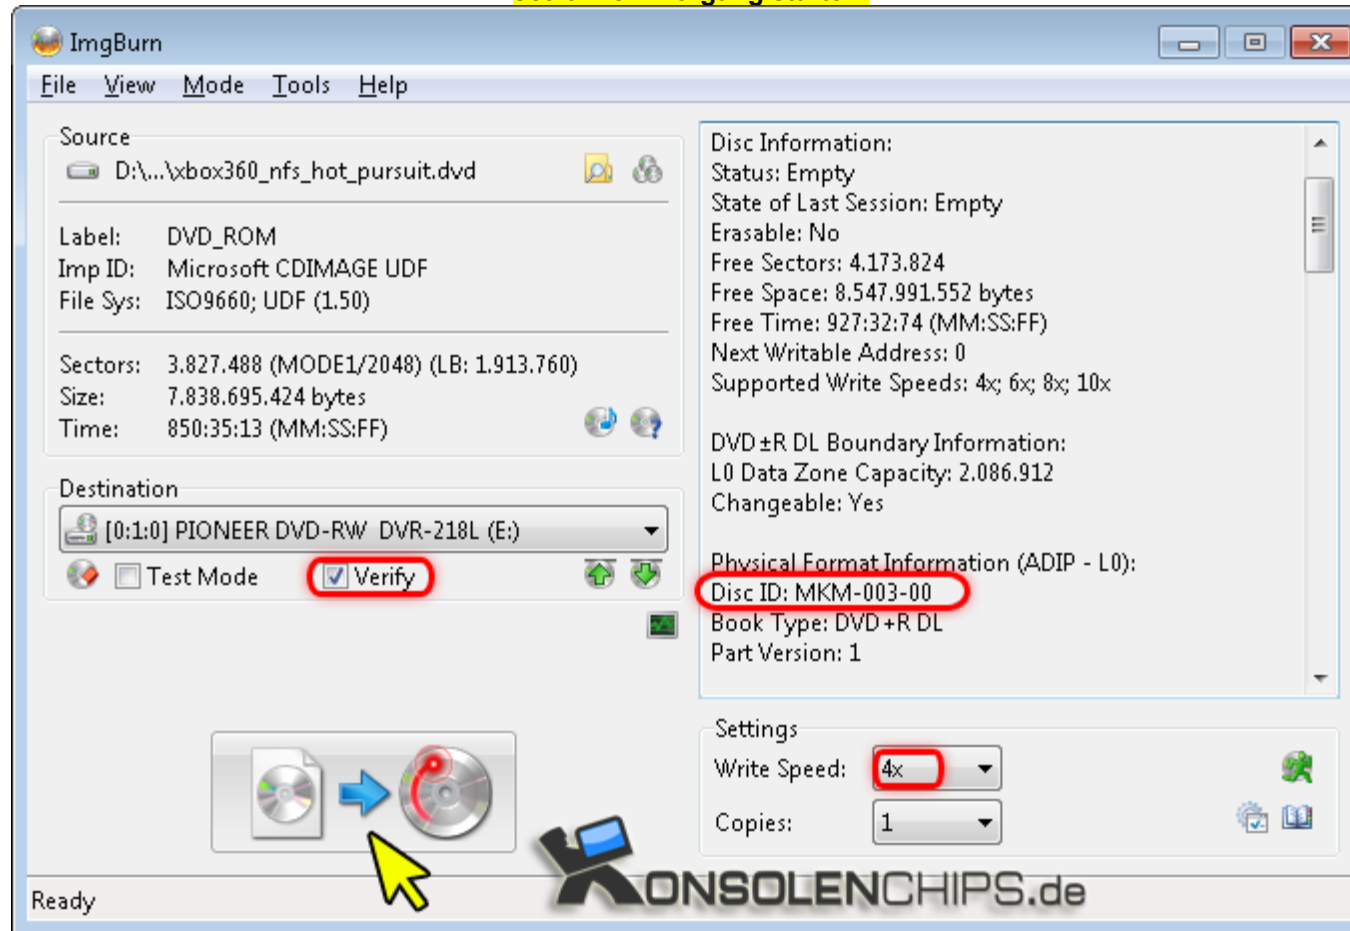 ImgBurn
File View Mode Tools Help
Source
D:\...\xbox360_nfs_hot_pursuit.dvd
Label: DVD_ROM
Imp ID: Microsoft CDIMAGE UDF
File Sys: ISO9660; UDF (1.50)
Sectors: 3.827.488 (MODE1/2048) (LB: 1.913.760)
Size: 7.838.695.424 bytes
Time: 850:35:13 (MM:SS:FF)
Destination
[0:1:0] PIONEER DVD-RW DVR-218L (E:)
Test Mode Verify
Disc Information:
Status: Empty
State of Last Session: Empty
Erasable: No
Free Sectors: 4.173.824
Free Space: 8.547.991.552 bytes
Free Time: 927:32:74 (MM:SS:FF)
Next Writable Address: 0
Supported Write Speeds: 4x; 6x; 8x; 10x
DVD±R DL Boundary Information:
L0 Data Zone Capacity: 2.086.912
Changeable: Yes
Physical Format Information (ADIP - L0):
Disc ID: MKM-003-00
Book Type: DVD+R DL
Part Version: 1
Settings
Write Speed: 4x
Copies: 1
KONSOLENCHIPS.de
Ready